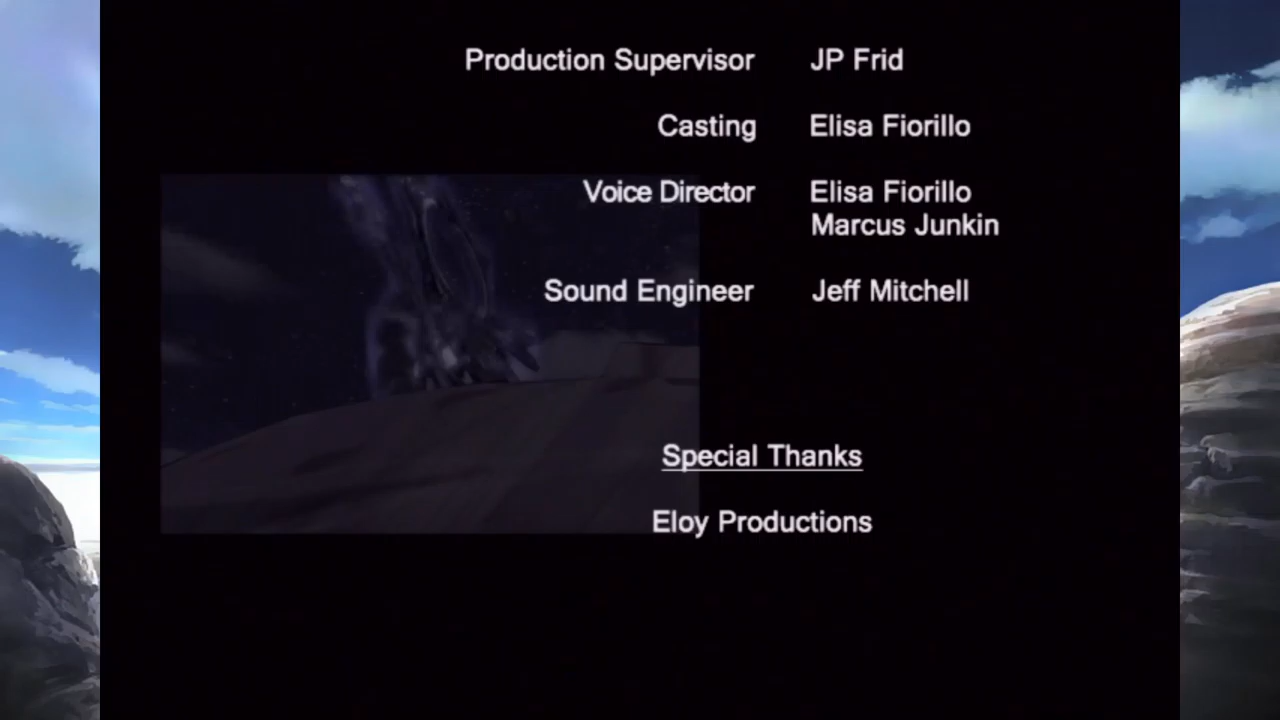 Production Supervisor JP Frid
Casting Elisa Fiorillo
Voice Director Elisa Fiorillo
Marcus Junkin
Sound Engineer Jeff Mitchell
Special Thanks
Eloy Productions